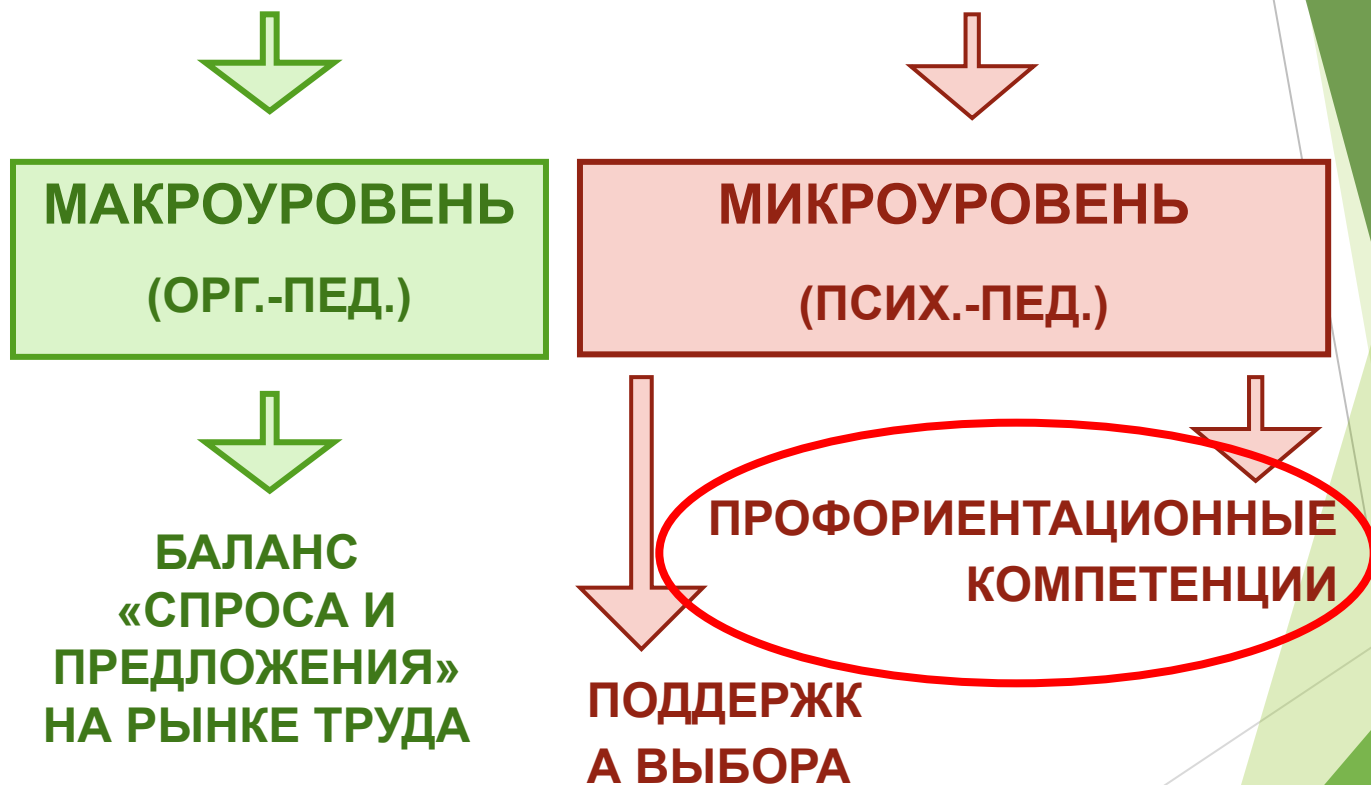 МАКРОУРОВЕНЬ
(ОРГ.-ПЕД.)
МИКРОУРОВЕНЬ
(ПСИХ.-ПЕД.)
БАЛАНС
«СПРОСА И
ПРЕДЛОЖЕНИЯ»
НА РЫНКЕ ТРУДА
ПРОФОРИЕНТАЦИОННЫЕ
КОМПЕТЕНЦИИ
ПОДДЕРЖК
А ВЫБОРА